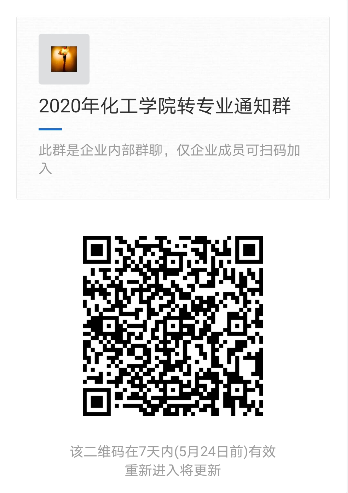 2020年化工学院转专业通知群
此群是企业内部群聊，仅企业成员可扫码加
入
该二维码在7天内(5月24日前)有效
重新进入将更新